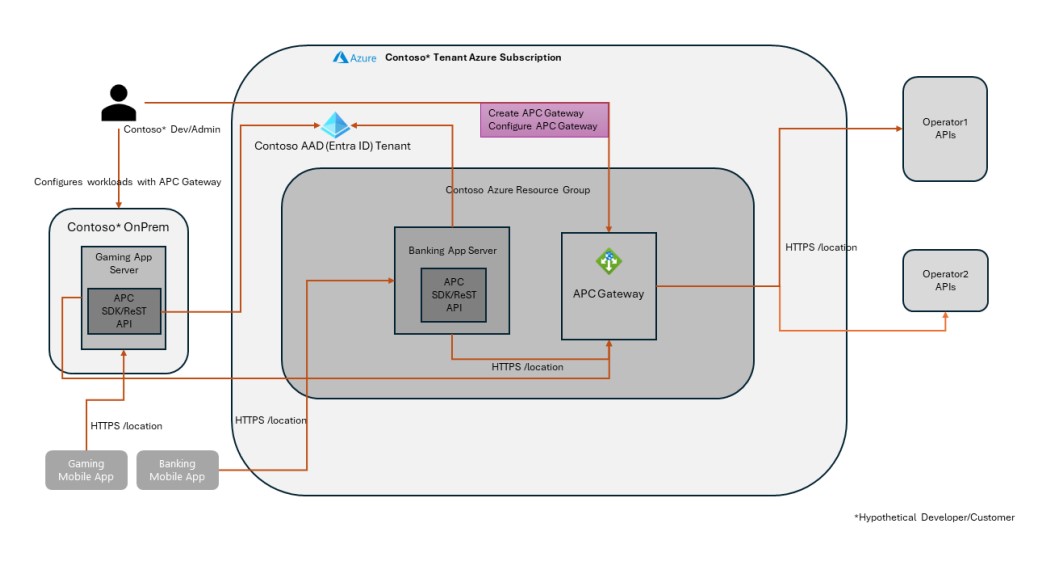 Azure Contoso* Tenant Azure Subscription
Create APC Gateway
Configure APC Gateway
Contoso* Dev/Admin
Contoso AAD (Entra ID) Tenant
Operator1
APIs
Configures workloads with APC Gateway
Contoso Azure Resource Group
Contoso* OnPrem
Gaming App
Server
APC
SDK/ReST
API
Banking App Server
APC
SDK/ReST
API
APC Gateway
HTTPS /location
Operator2
APIs
HTTPS /location
HTTPS /location
HTTPS /location
Gaming
Mobile App
Banking
Mobile App
*Hypothetical Developer/Customer